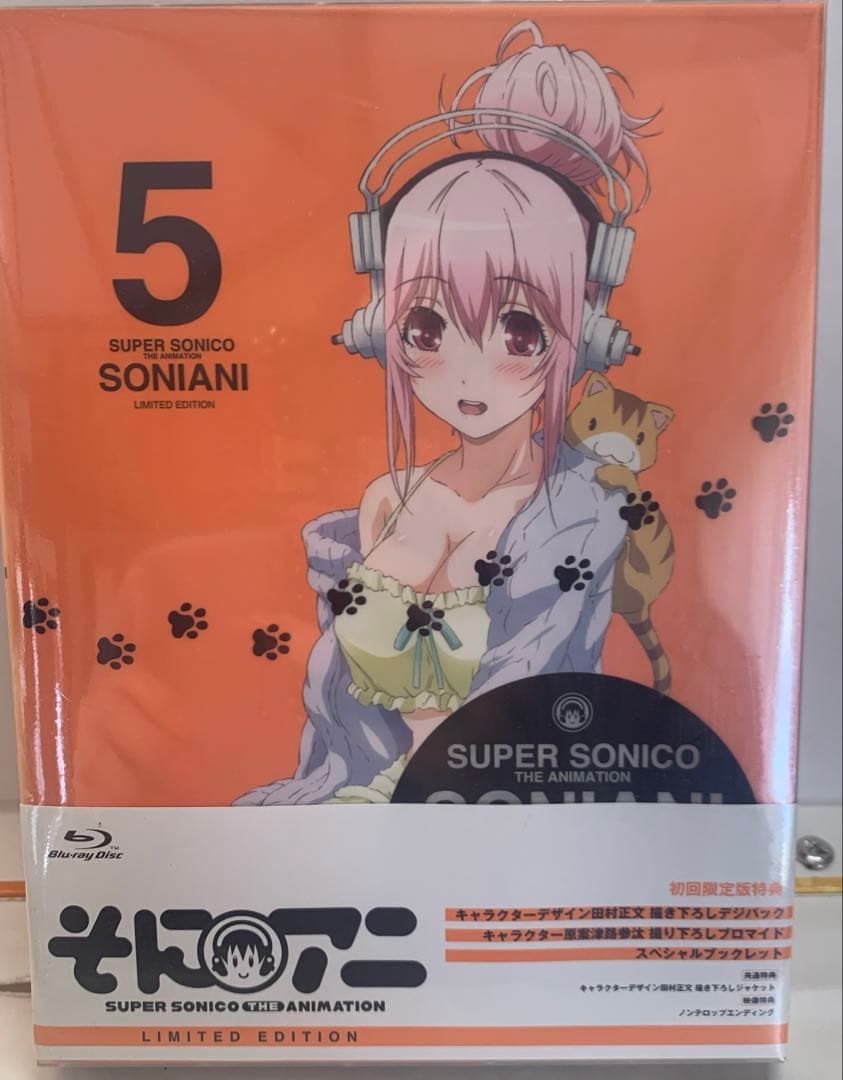 5
SUPER SONICO
THE ANIMATION
SONIANI
LIMITED EDITION
SUPER SONICO
THE ANIMATION
SONIANI
Blu-ray Disc™
そにアニ
SUPER SONICO THE ANIMATION
LIMITED EDITION
初回限定版特典
キャラクターデザイン田村正文 描き下ろしデジパック
キャラクター原案津路参汰 撮り下ろしブロマイド
スペシャルブックレット
共通特典
キャラクターデザイン田村正文 描き下ろしジャケット
映像特典
ノンテロップエンディング